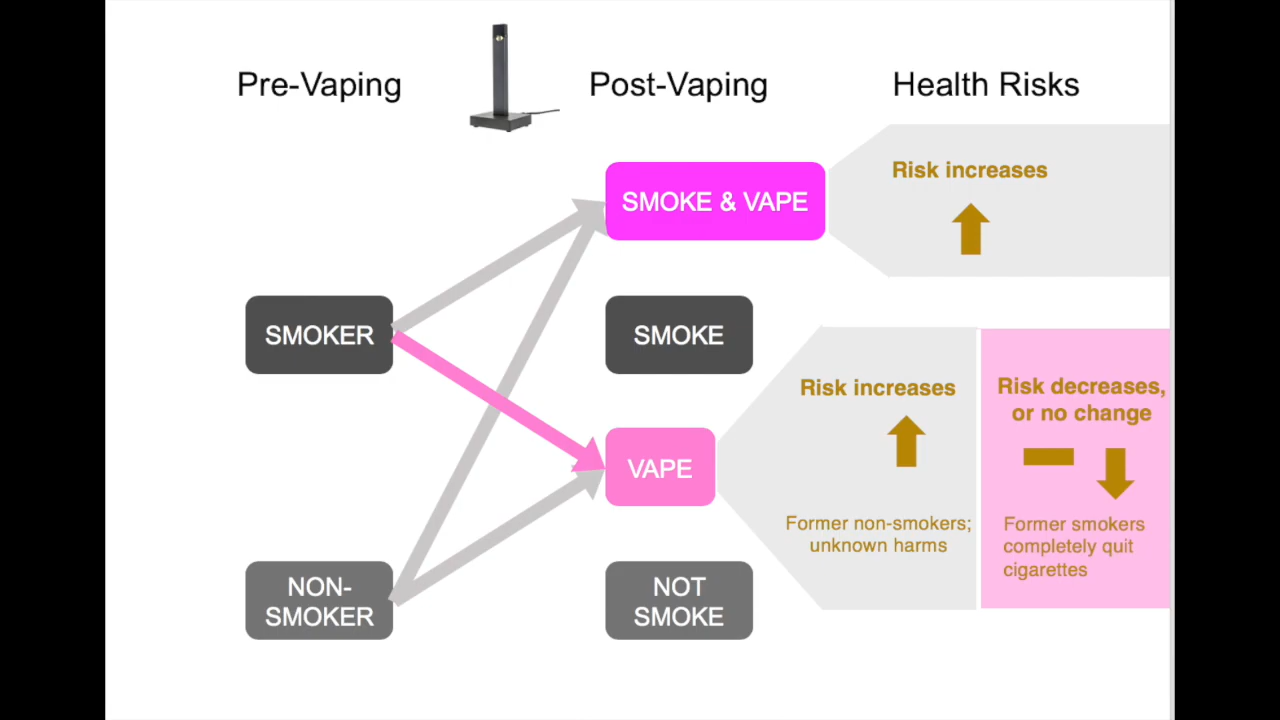 Pre-Vaping
Post-Vaping
Health Risks
SMOKE & VAPE
Risk increases
SMOKER
SMOKE
VAPE
Risk increases
Former non-smokers;
unknown harms
Risk decreases,
or no change
Former smokers
completely quit
cigarettes
NON-
SMOKER
NOT
SMOKE